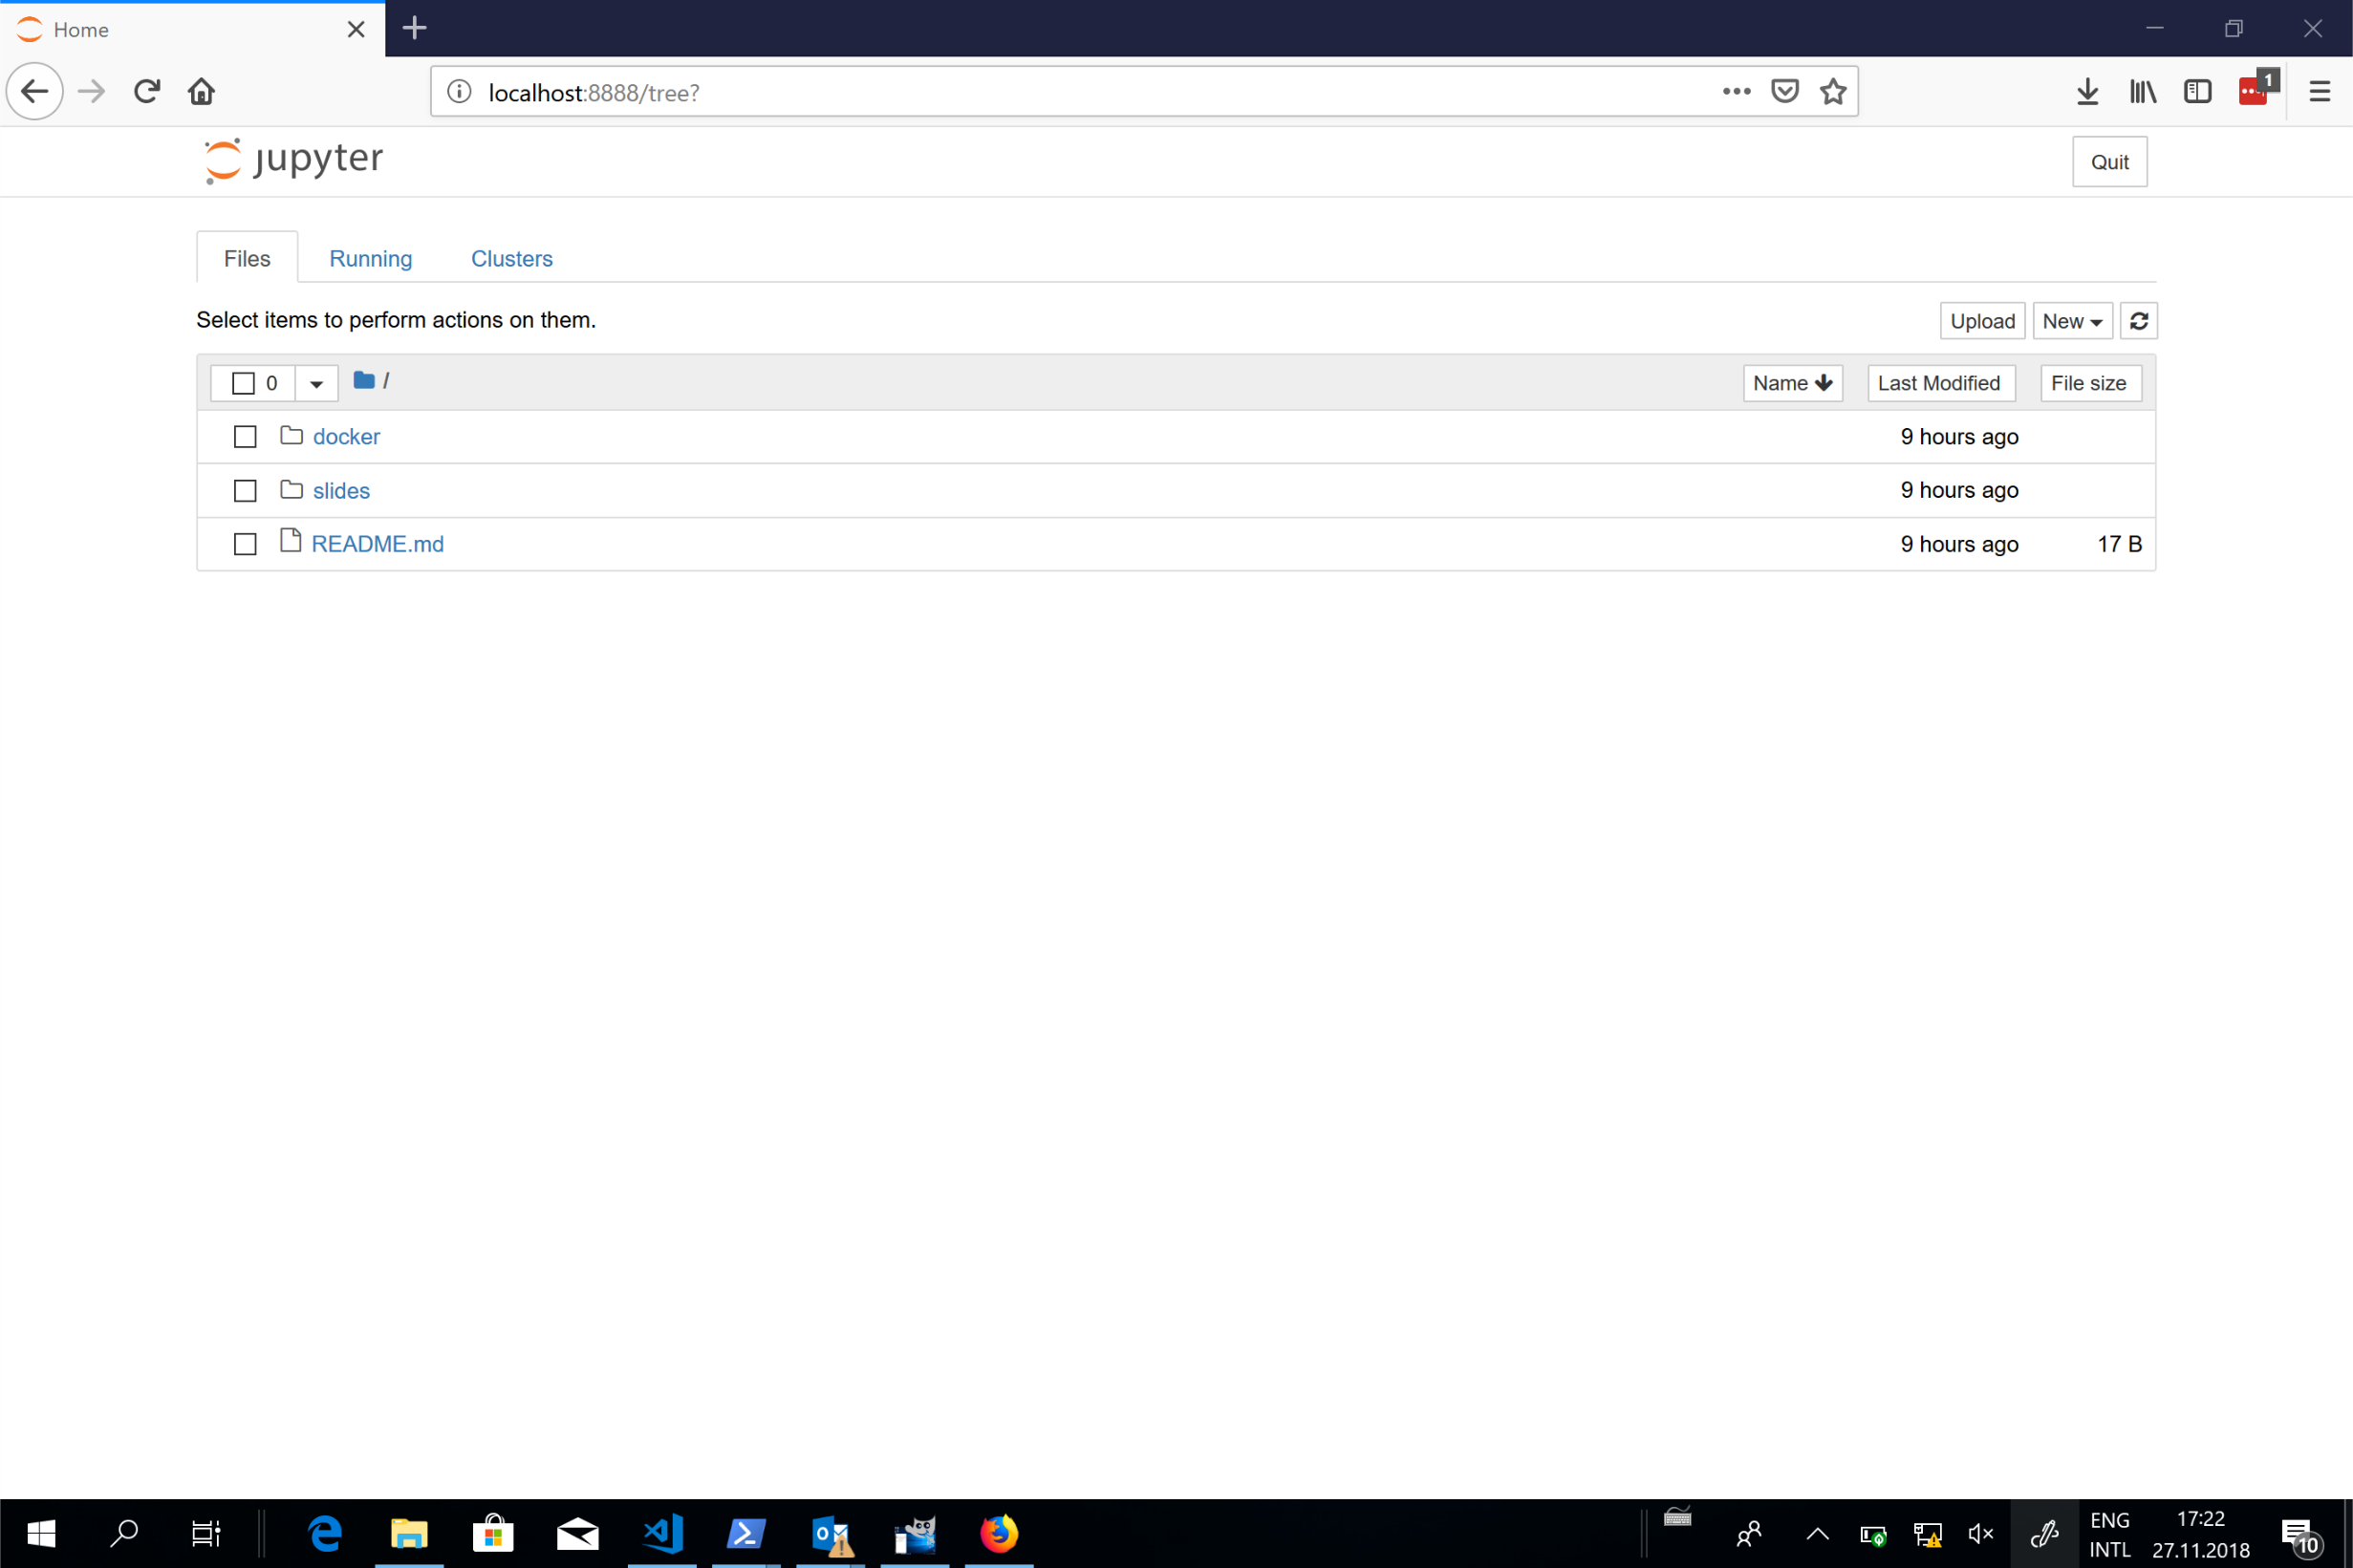 Home
localhost:8888/tree?
1
jupyter
Quit
Files Running Clusters
Select items to perform actions on them.
Upload New
0 / Name Last Modified File size
docker 9 hours ago
slides 9 hours ago
README.md 9 hours ago 17 B
ENG 17:22
INTL 27.11.2018
10